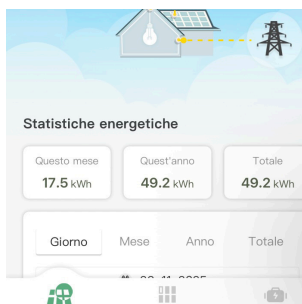 Statistiche energetiche
Questo mese Quest'anno Totale
17.5 kWh 49.2 kWh 49.2 kWh
Giorno Mese Anno Totale